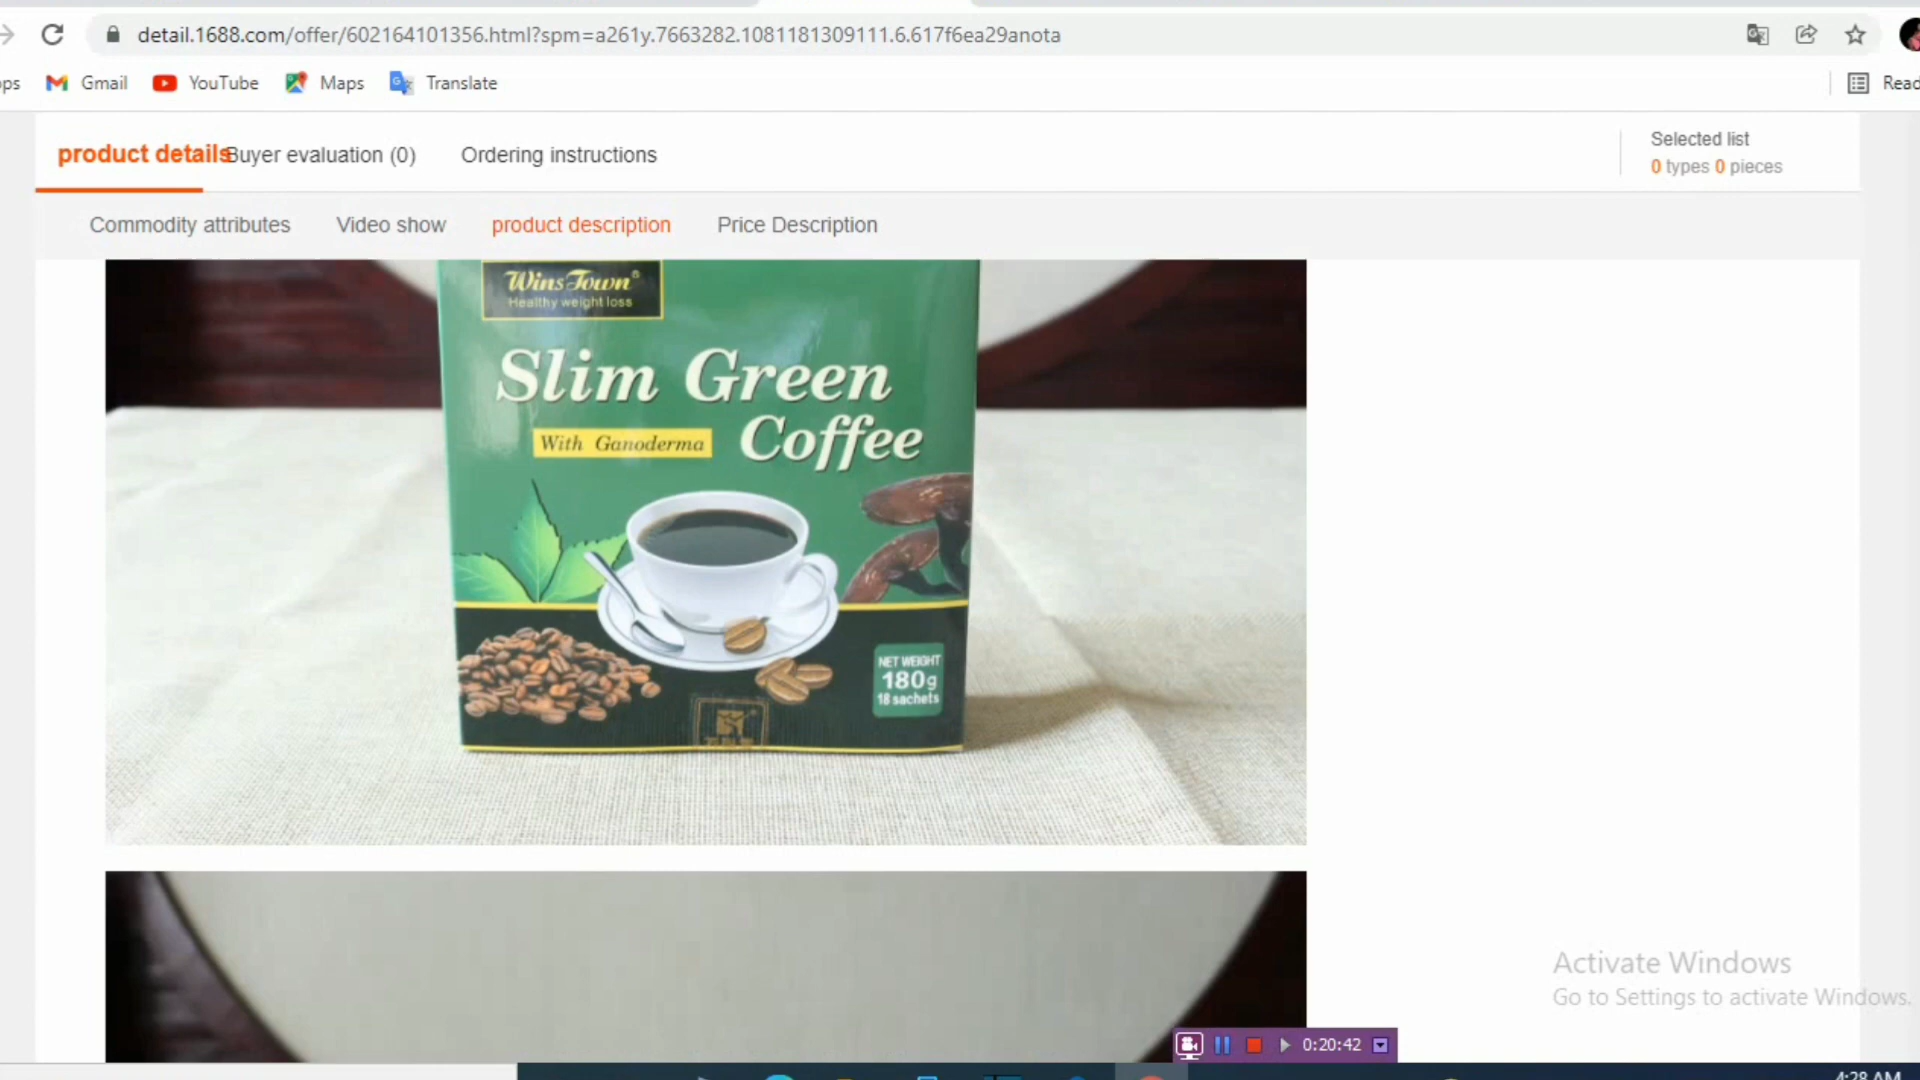 detail.1688.com/offer/602164101356.html?spm=a261y.7663282.1081181309111.6.617f6ea29anota
Gmail YouTube Maps Translate
product details Buyer evaluation (0) Ordering instructions
Selected list
0 types 0 pieces
Commodity attributes Video show product description Price Description
Wins Town®
Healthy weight loss
Slim Green
Coffee
With Ganoderma
NET WEIGHT
180g
18 sachets
Activate Windows
Go to Settings to activate Windows.
0:20:42